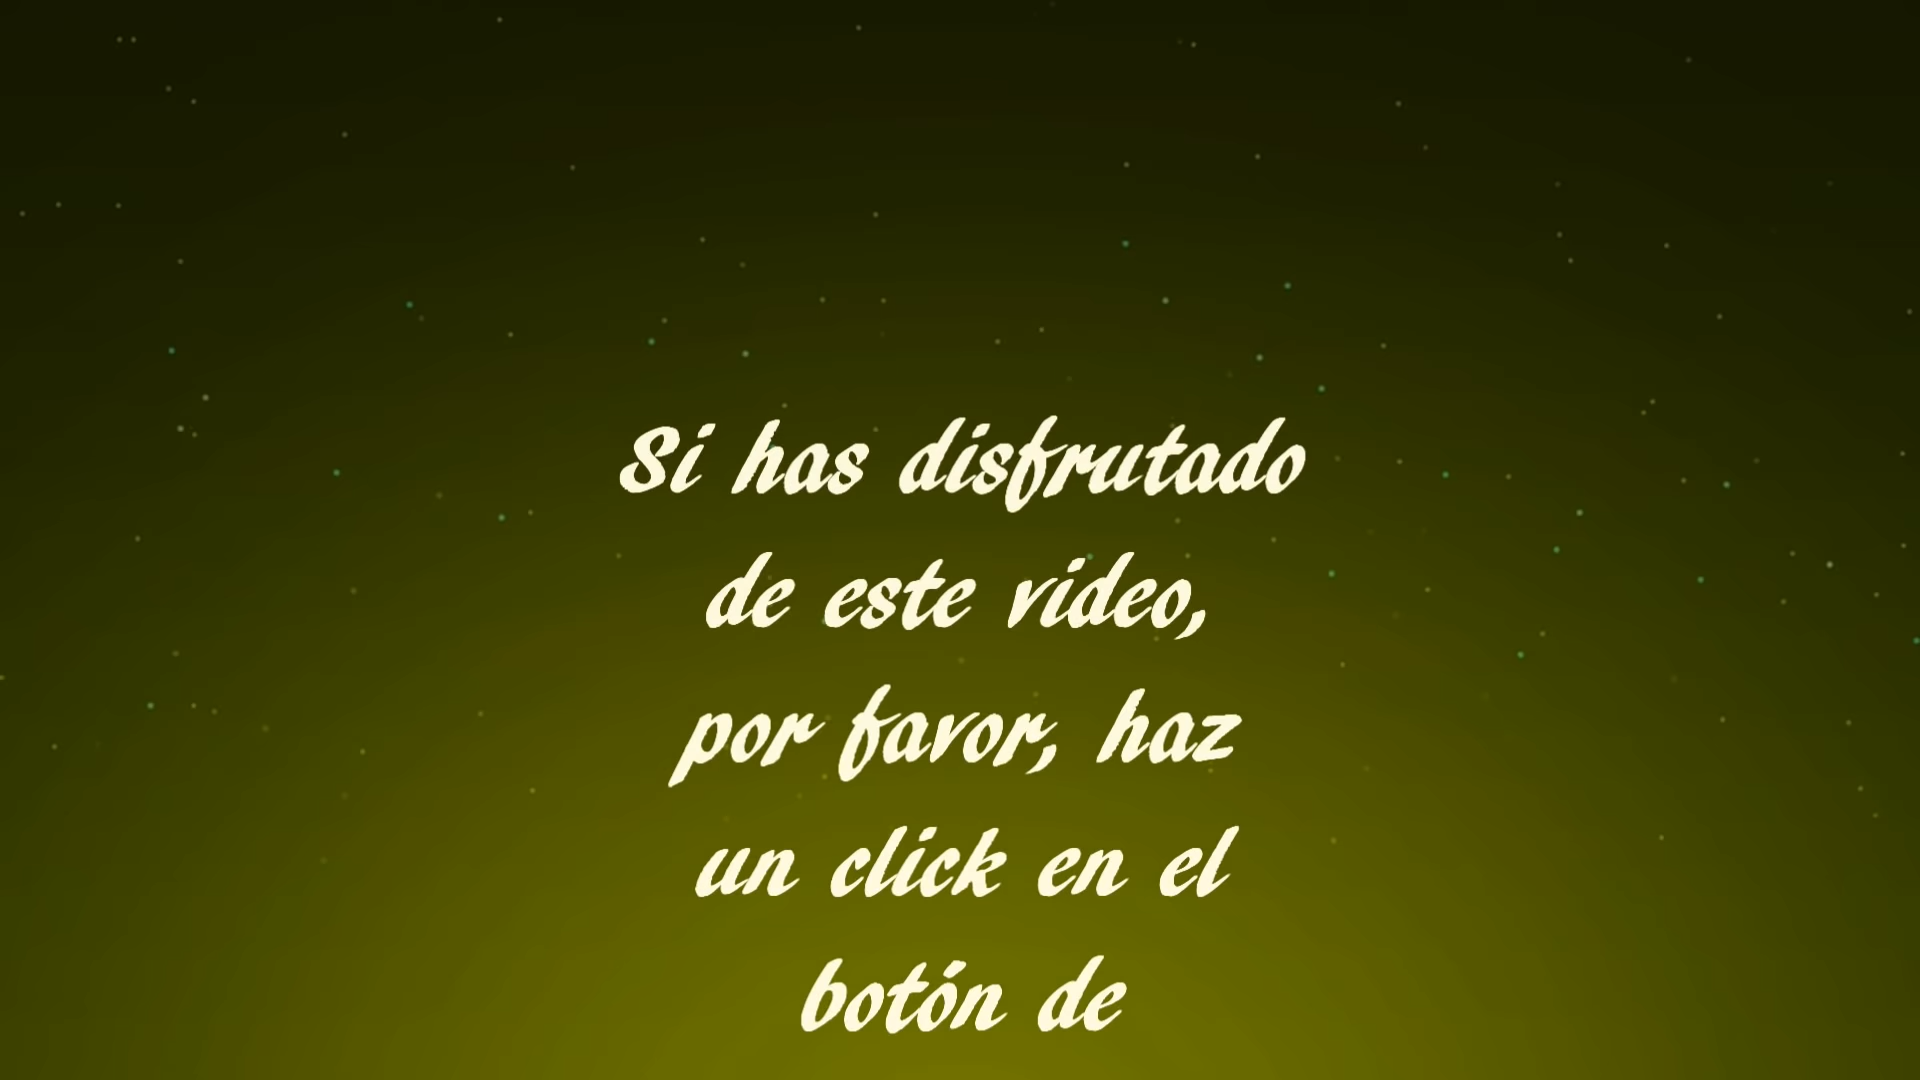 Si has disfrutado
de este video,
por favor, haz
un click en el
botón de